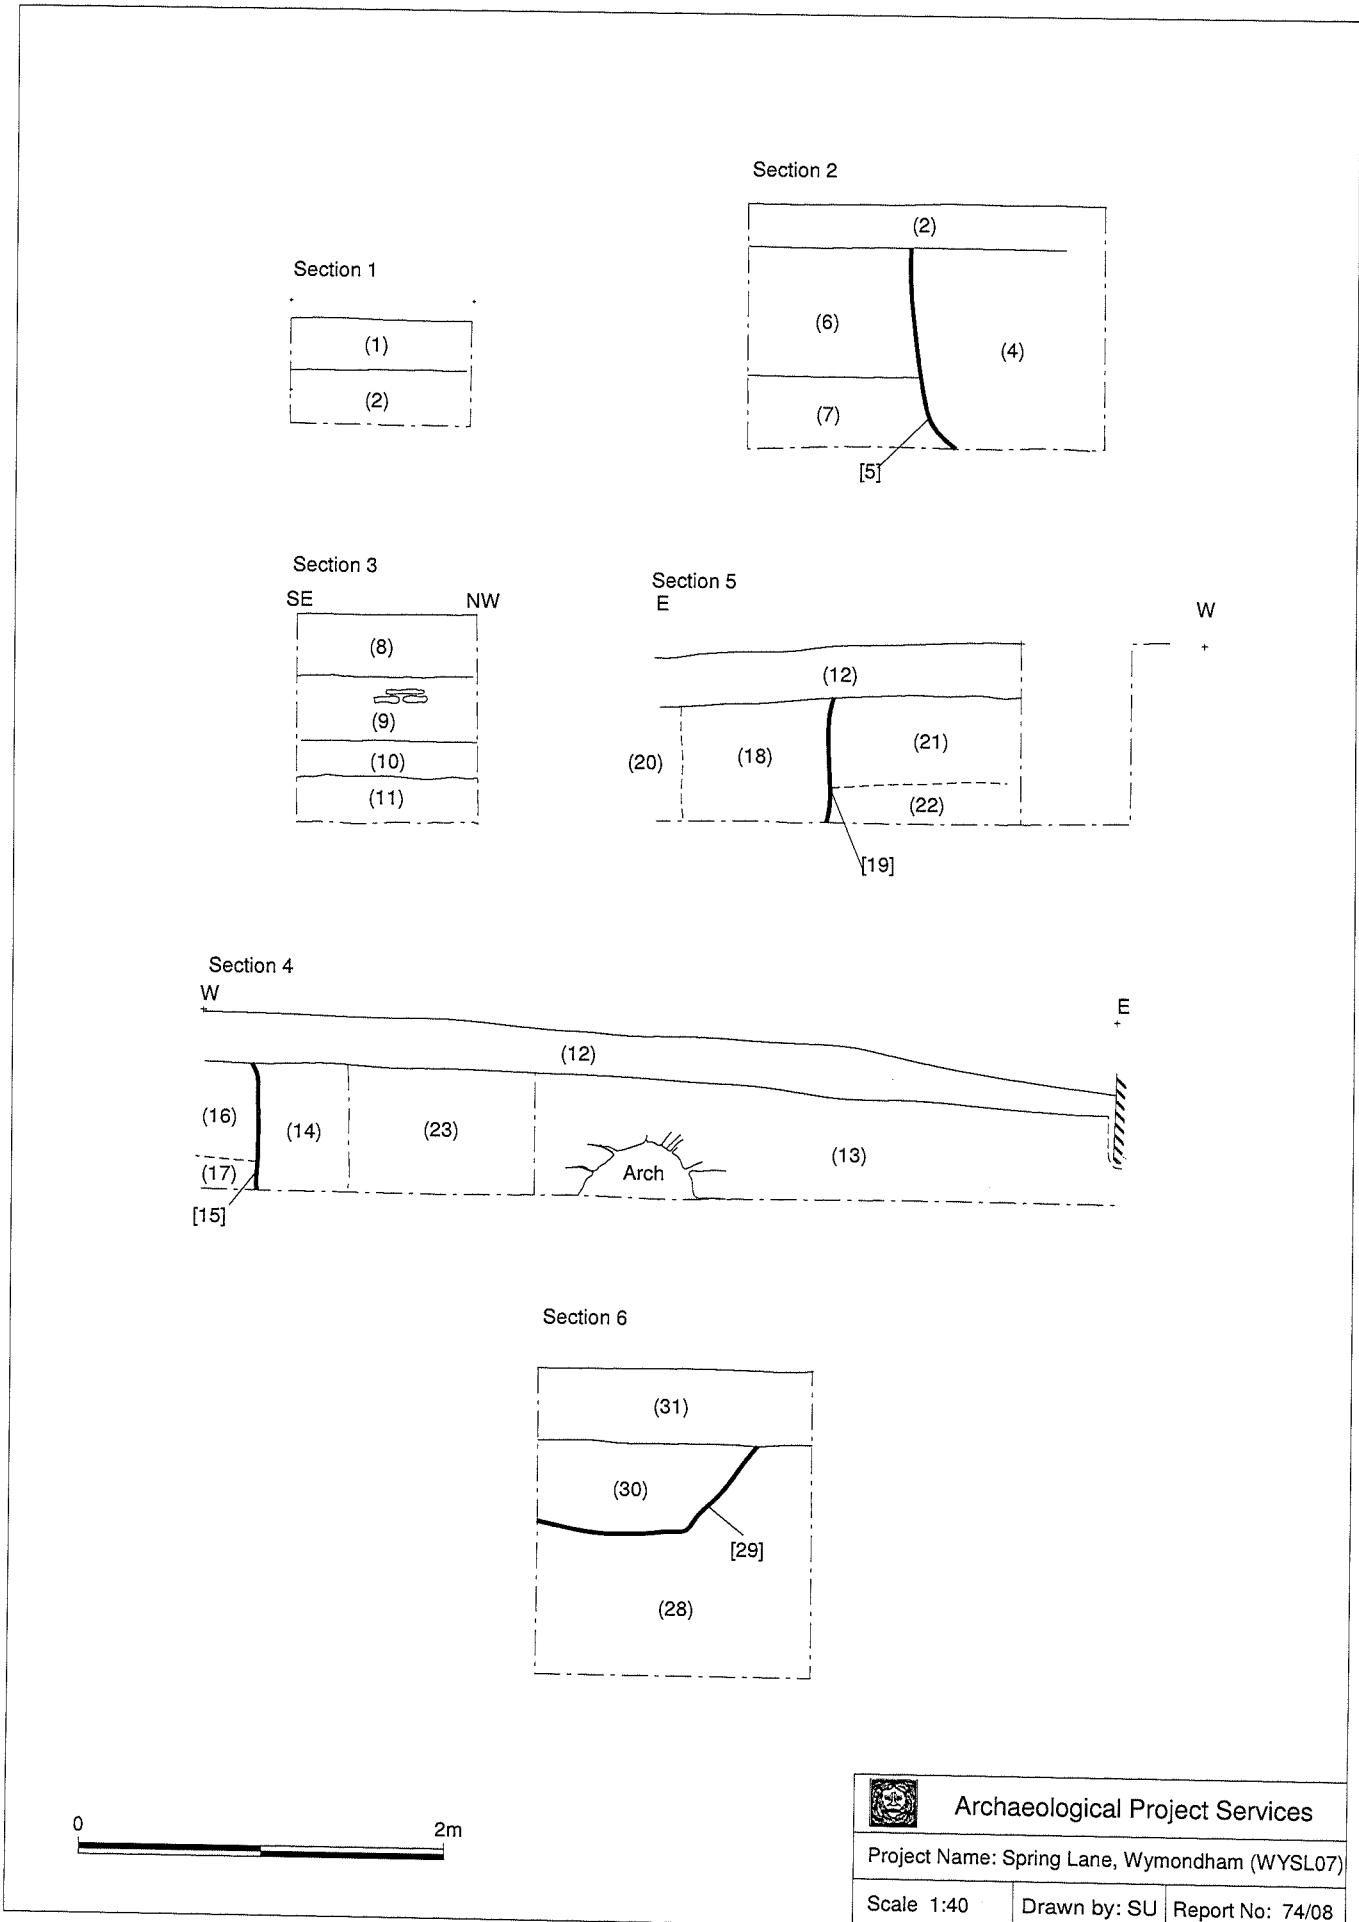 Section 2
(2)
(6)
(4)
(7)
[5]
Section 1
(1)
(2)
Section 3
SE NW
(8)
(9)
(10)
(11)
Section 5
E W
(12)
(20) (18) (21)
(22)
[19]
Section 4
W E
(12)
(16) (14) (23) (13)
(17) Arch
[15]
Section 6
(31)
(30)
[29]
(28)
0 2m
Archaeological Project Services
Project Name: Spring Lane, Wymondham (WYSL07)
Scale 1:40 Drawn by: SU Report No: 74/08